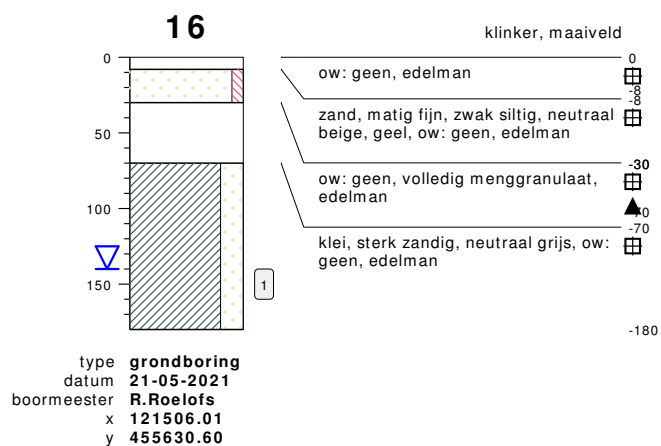 16
klinker, maaiveld
0
0
ow: geen, edelman
-8
-8
zand, matig fijn, zwak siltig, neutraal
beige, geel, ow: geen, edelman
50
-30
ow: geen, volledig menggranulaat,
edelman
100
-70
klei, sterk zandig, neutraal grijs, ow:
geen, edelman
150
1
-180
type grondboring
datum 21-05-2021
boormeester R.Roelofs
x 121506.01
y 455630.60